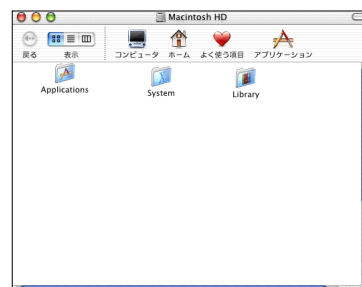 Macintosh HD
戻る 表示 コンピュータ ホーム よく使う項目 アプリケーション
Applications System Library